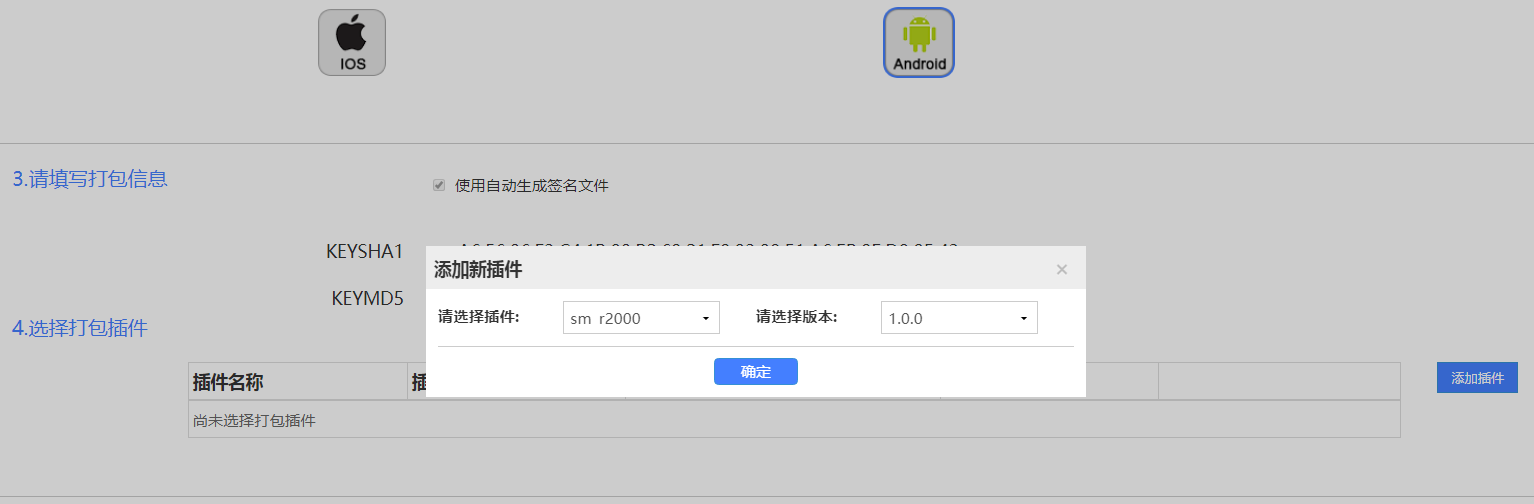 IOS
Android
3.请填写打包信息
使用自动生成签名文件
KEYSHA1
添加新插件
×
KEYMD5
请选择插件:
sm_r2000
请选择版本:
1.0.0
4.选择打包插件
确定
插件名称
插
添加插件
尚未选择打包插件